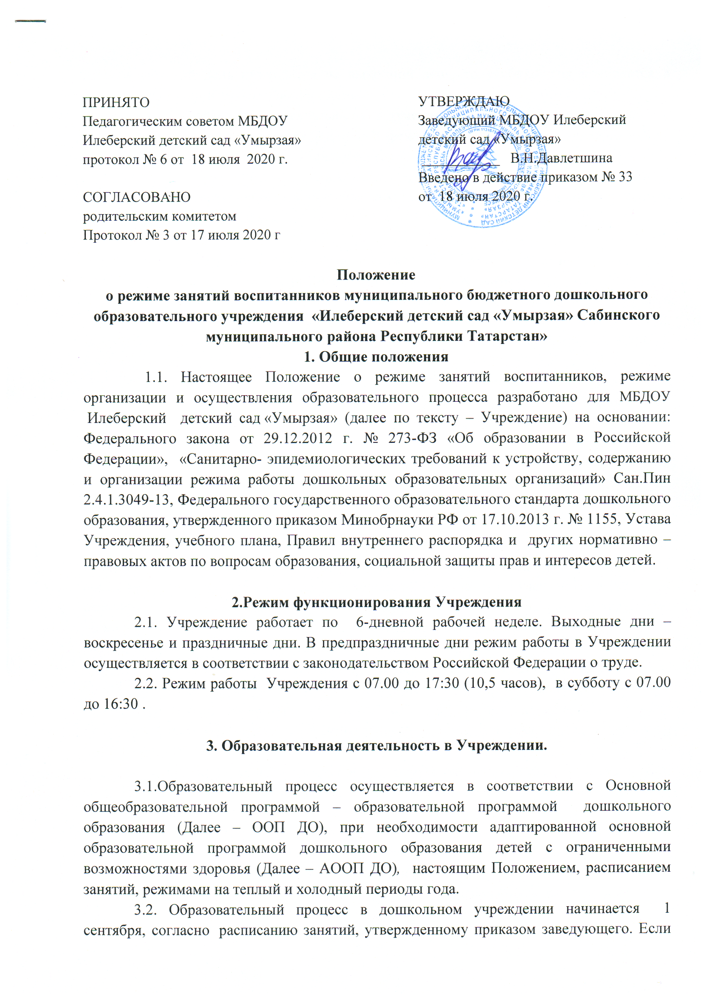 ПРИНЯТО
Педагогическим советом МБДОУ
Илеберский детский сад «Умырзая»
протокол № 6 от  18 июля  2020 г.
СОГЛАСОВАНО
родительским комитетом
Протокол № 3 от 17 июля 2020 г
УТВЕРЖДАЮ
Заведующий МБДОУ Илеберский
детский сад «Умырзая»
___________ В.Н.Давлетшина
Введено в действие приказом № 33
от  18 июля 2020 г.
Положение
о режиме занятий воспитанников муниципального бюджетного дошкольного
образовательного учреждения  «Илеберский детский сад «Умырзая» Сабинского
муниципального района Республики Татарстан»
1. Общие положения
1.1. Настоящее Положение о режиме занятий воспитанников, режиме
организации и осуществления образовательного процесса разработано для МБДОУ
Илеберский  детский сад «Умырзая» (далее по тексту – Учреждение) на основании:
Федерального закона от 29.12.2012 г. № 273-ФЗ «Об образовании в Российской
Федерации»,  «Санитарно- эпидемиологических требований к устройству, содержанию
и организации режима работы дошкольных образовательных организаций» Сан.Пин
2.4.1.3049-13, Федерального государственного образовательного стандарта дошкольного
образования, утвержденного приказом Минобрнауки РФ от 17.10.2013 г. № 1155, Устава
Учреждения, учебного плана, Правил внутреннего распорядка и  других нормативно –
правовых актов по вопросам образования, социальной защиты прав и интересов детей.
2.Режим функционирования Учреждения
2.1. Учреждение работает по  6-дневной рабочей неделе. Выходные дни –
воскресенье и праздничные дни. В предпраздничные дни режим работы в Учреждении
осуществляется в соответствии с законодательством Российской Федерации о труде.
2.2. Режим работы  Учреждения с 07.00 до 17:30 (10,5 часов),  в субботу с 07.00
до 16:30 .
3. Образовательная деятельность в Учреждении.
3.1.Образовательный процесс осуществляется в соответствии с Основной
общеобразовательной программой – образовательной программой  дошкольного
образования (Далее – ООП ДО), при необходимости адаптированной основной
образовательной программой дошкольного образования детей с ограниченными
возможностями здоровья (Далее – АООП ДО),  настоящим Положением, расписанием
занятий, режимами на теплый и холодный периоды года.
3.2. Образовательный процесс в дошкольном учреждении начинается  1
сентября, согласно  расписанию занятий, утвержденному приказом заведующего. Если